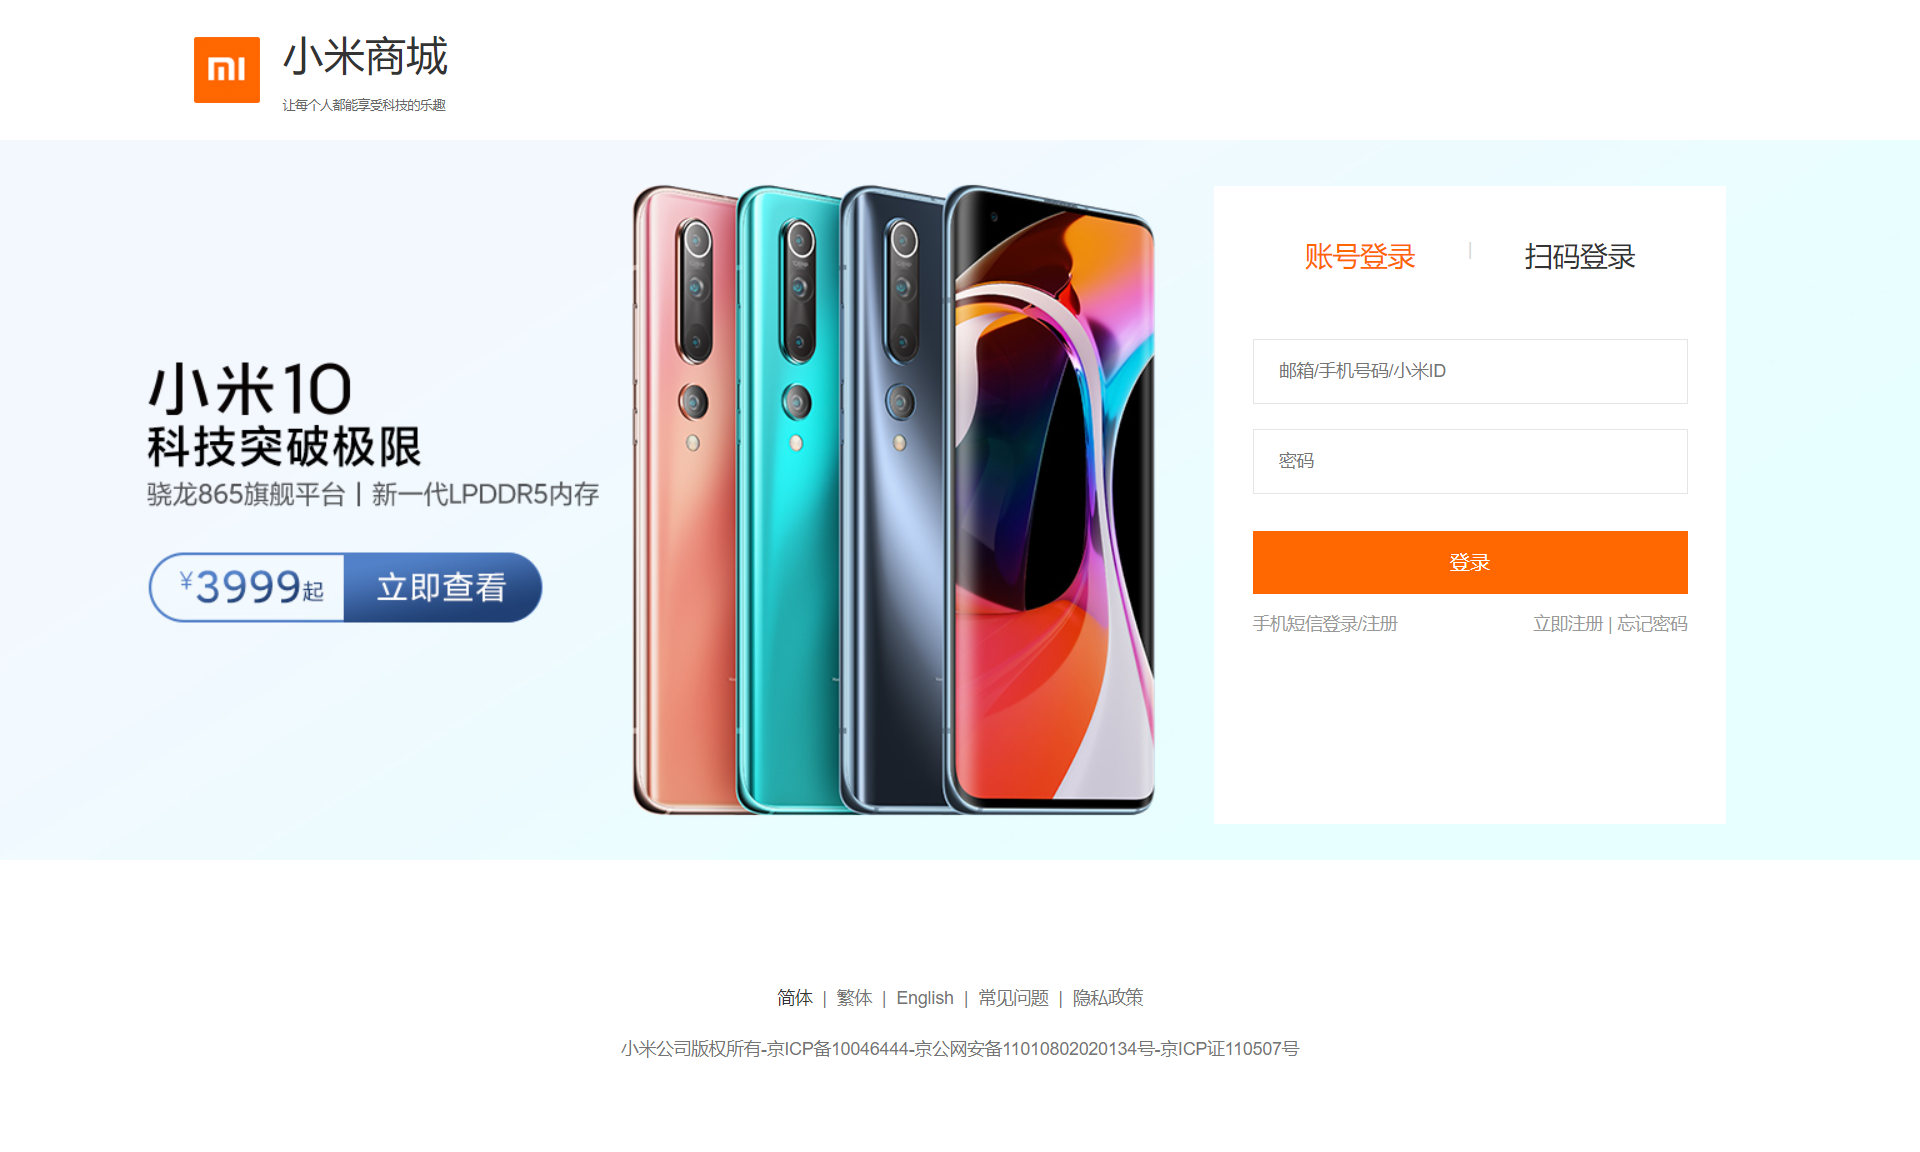 小米商城
让每个人都能享受科技的乐趣
小米10
科技突破极限
骁龙865旗舰平台丨新一代LPDDR5内存
¥3999起 立即查看
账号登录 | 扫码登录
邮箱/手机号码/小米ID
密码
登录
手机短信登录/注册 立即注册 | 忘记密码
简体 | 繁体 | English | 常见问题 | 隐私政策
小米公司版权所有-京ICP备10046444-京公网安备11010802020134号-京ICP证110507号